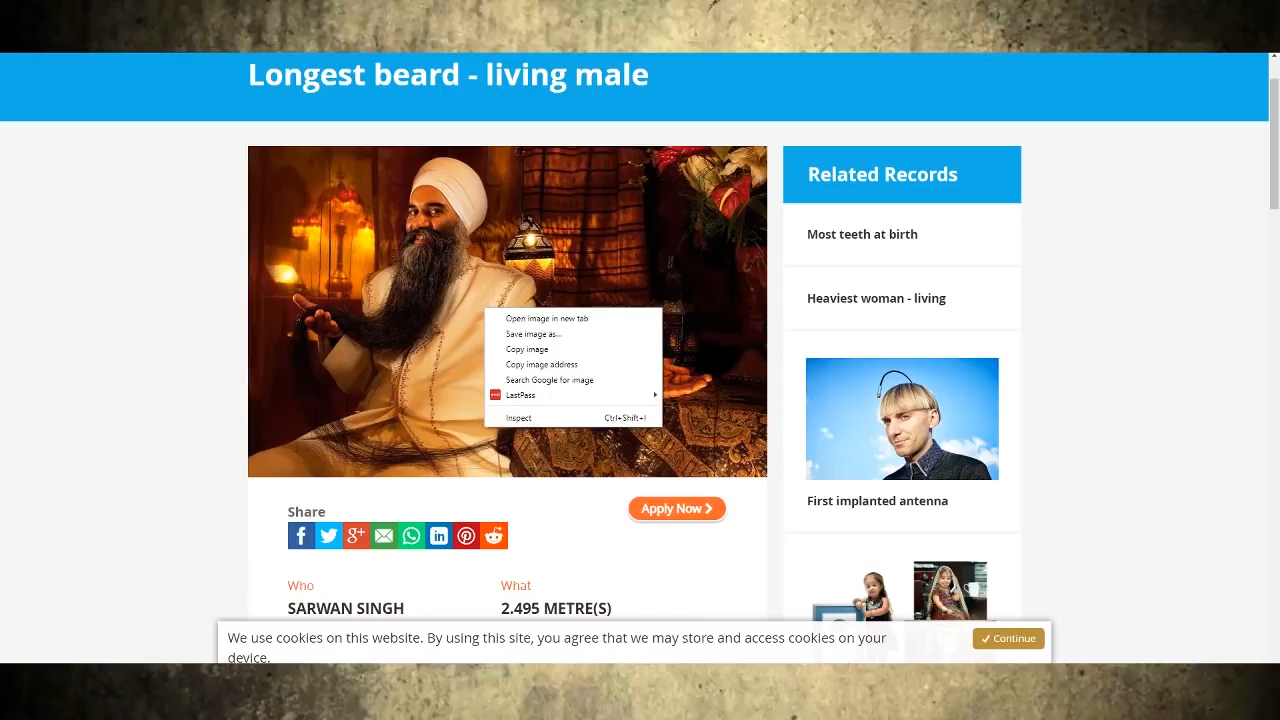 Longest beard - living male
Related Records
Most teeth at birth
Heaviest woman - living
First implanted antenna
Open image in new tab
Save image as...
Copy image
Copy image address
Search Google for image
LastPass
Inspect Ctrl+Shift+I
Share
Apply Now
Who What
SARWAN SINGH 2.495 METRE(S)
We use cookies on this website. By using this site, you agree that we may store and access cookies on your
device.
Continue